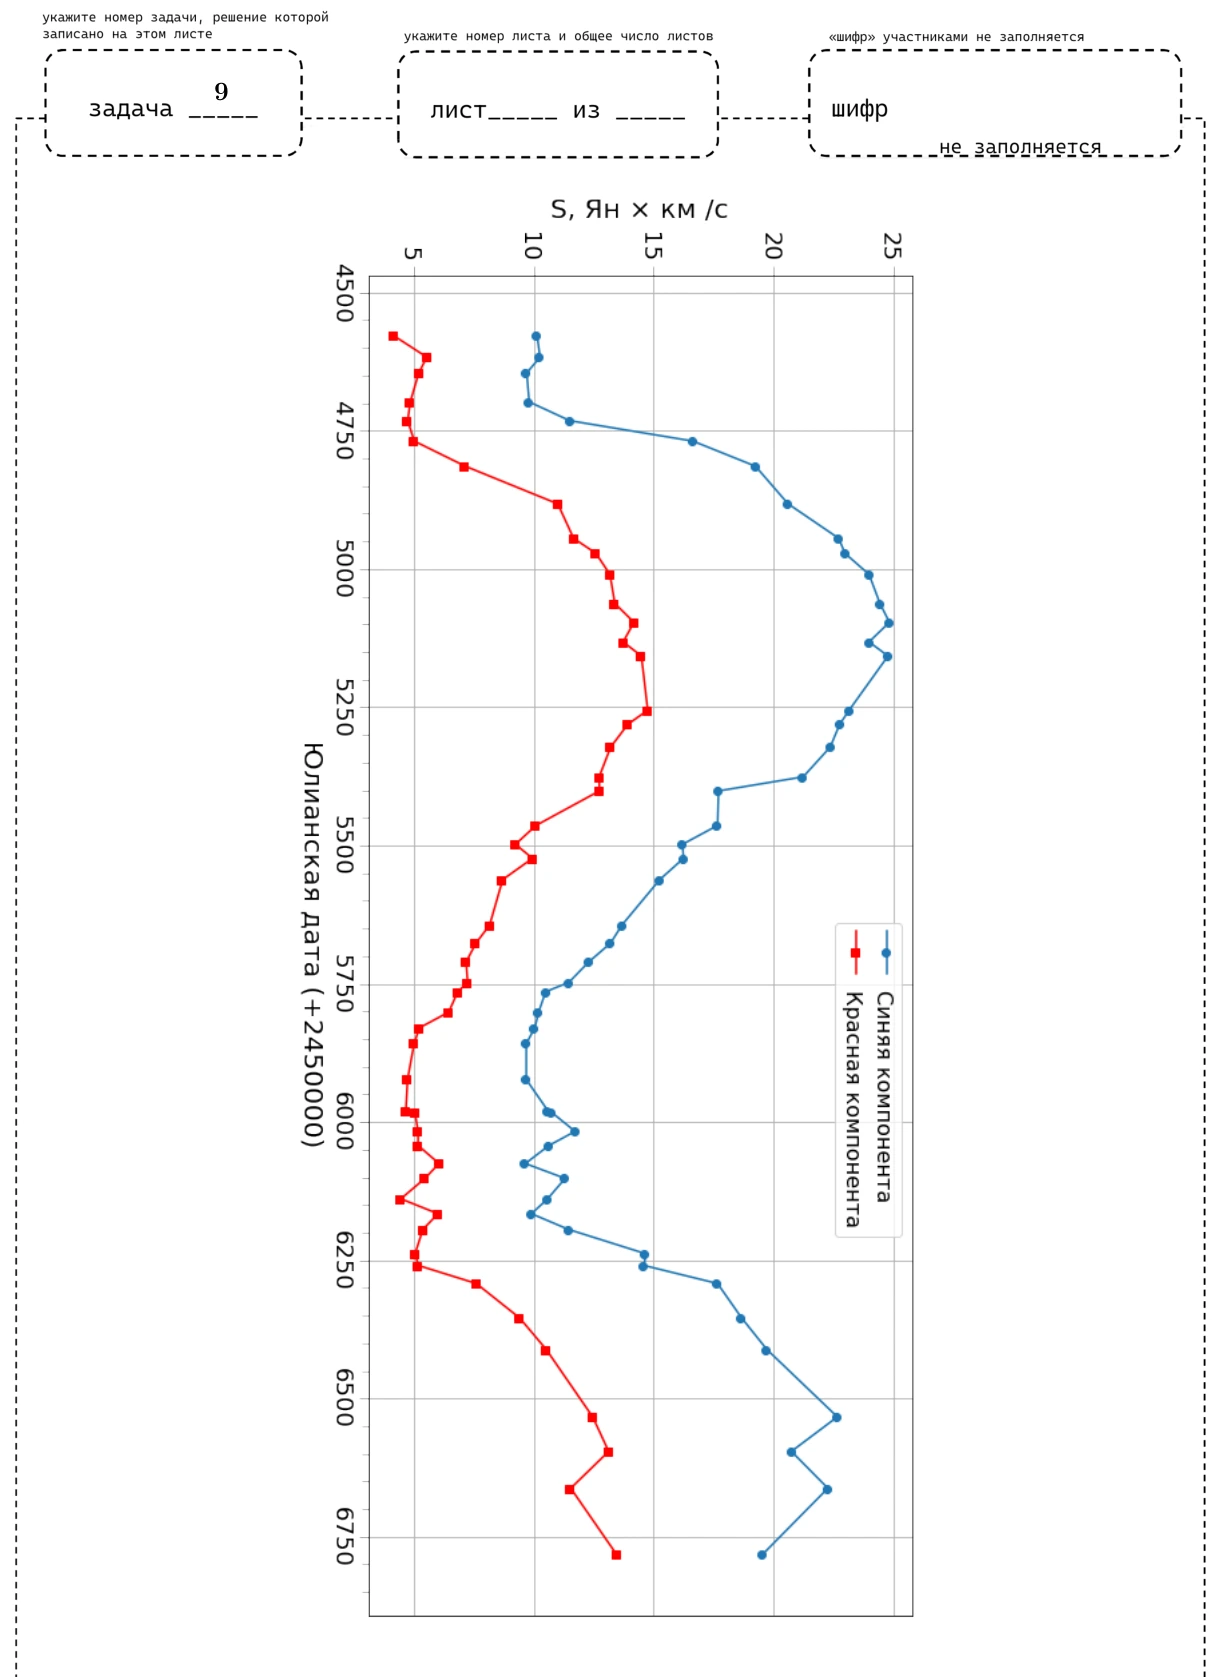 укажите номер задачи, решение которой
записано на этом листе
укажите номер листа и общее число листов
«шифр» участниками не заполняется
задача 9
лист_____ из _____
шифр
не заполняется
S, Ян × км /с
5
10
15
20
25
4500
4750
5000
5250
5500
5750
6000
6250
6500
6750
Юлианская дата (+2450000)
Синяя компонента
Красная компонента